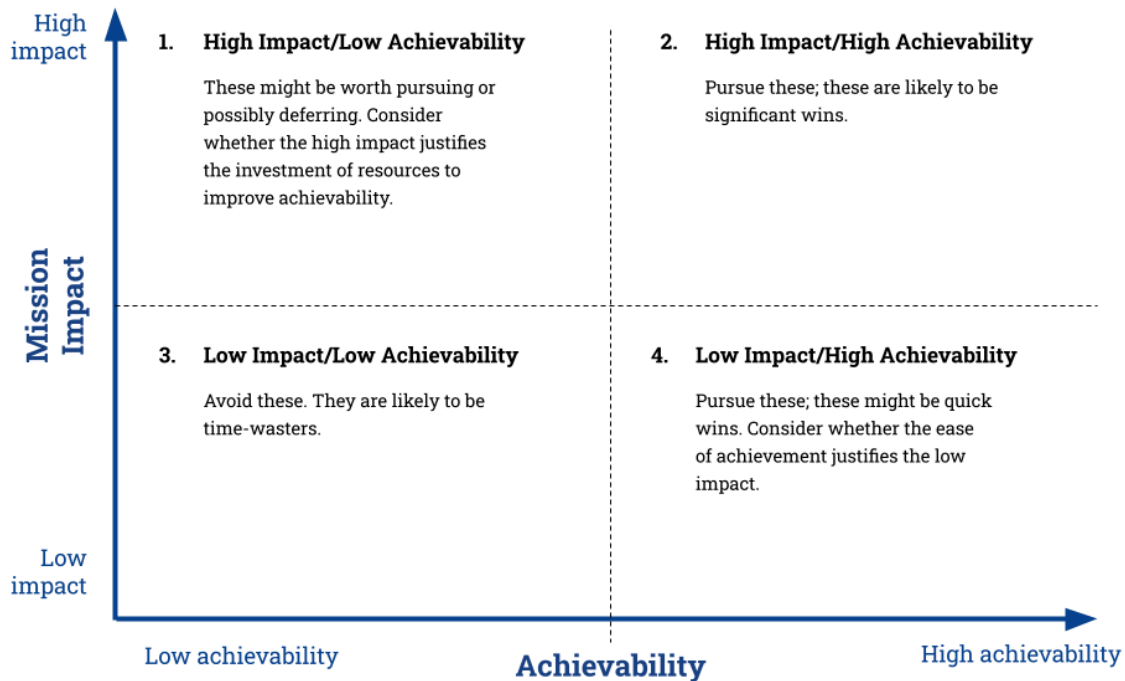 High
impact
1. High Impact/Low Achievability
These might be worth pursuing or
possibly deferring. Consider
whether the high impact justifies
the investment of resources to
improve achievability.
2. High Impact/High Achievability
Pursue these; these are likely to be
significant wins.
Mission
Impact
3. Low Impact/Low Achievability
Avoid these. They are likely to be
time-wasters.
4. Low Impact/High Achievability
Pursue these; these might be quick
wins. Consider whether the ease
of achievement justifies the low
impact.
Low
impact
Low achievability
Achievability
High achievability